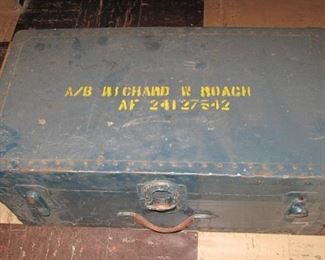 A/B RICHARD W ROACH
AF 24127542